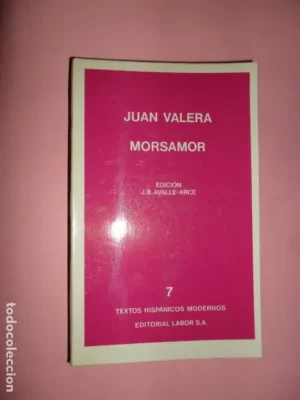 JUAN VALERA
MORSAMOR
EDICIÓN
J.B. AVALLE-ARCE
7
TEXTOS HISPÁNICOS MODERNOS
EDITORIAL LABOR S.A.
todocoleccion